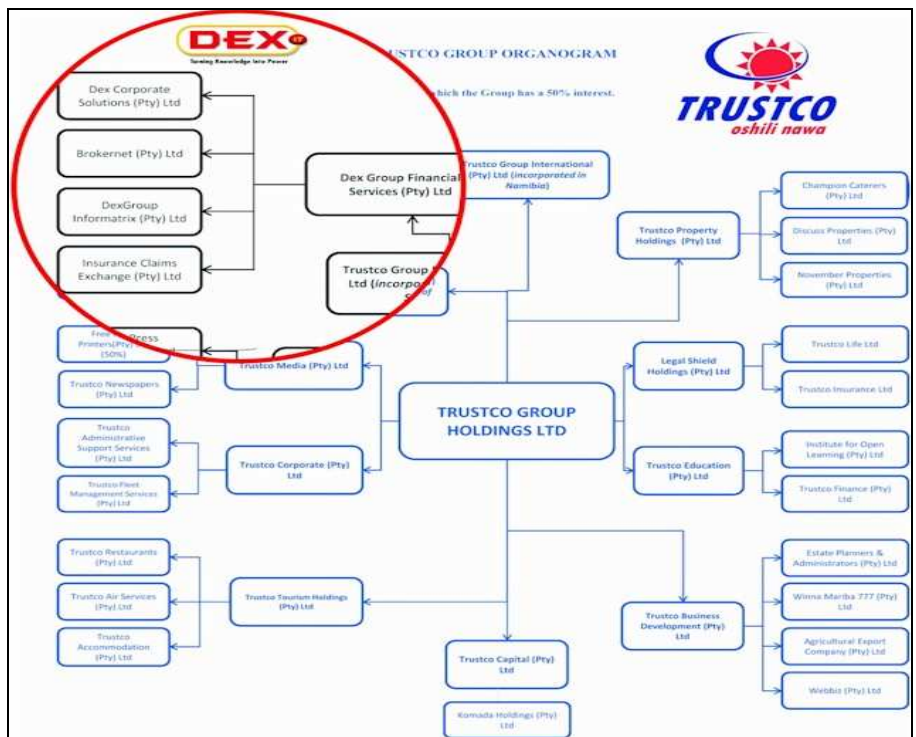 DEX IT
Turning Knowledge Into Power
TRUSTCO GROUP ORGANOGRAM
which the Group has a 50% interest.
TRUSTCO
oshili nawa
Dex Corporate
Solutions (Pty) Ltd
Brokernet (Pty) Ltd
DexGroup
Informatrix (Pty) Ltd
Insurance Claims
Exchange (Pty) Ltd
Dex Group Financial
Services (Pty) Ltd
Trustco Group
Ltd (incorpo
Trustco Group International
(Pty) Ltd (incorporated in
Namibia)
Trustco Property
Holdings (Pty) Ltd
Champion Caterers
(Pty) Ltd
Discuss Properties (Pty)
Ltd
November Properties
(Pty) Ltd
Free Press
Printers(Pty)
(50%)
Trustco Newspapers
(Pty) Ltd
Trustco Media (Pty) Ltd
Legal Shield
Holdings (Pty) Ltd
Trustco Life Ltd
Trustco Insurance Ltd
TRUSTCO GROUP
HOLDINGS LTD
Trustco
Administrative
Support Services
(Pty) Ltd
Trustco Fleet
Management Services
(Pty) Ltd
Trustco Corporate (Pty)
Ltd
Trustco Education
(Pty) Ltd
Institute for Open
Learning (Pty) Ltd
Trustco Finance (Pty)
Ltd
Trustco Restaurants
(Pty) Ltd
Trustco Air Services
(Pty) Ltd
Trustco
Accommodation
(Pty) Ltd
Trustco Tourism Holdings
(Pty) Ltd
Trustco Business
Development (Pty)
Ltd
Estate Planners &
Administrators (Pty) Ltd
Winna Mariba 777 (Pty)
Ltd
Agricultural Export
Company (Pty) Ltd
Webbiz (Pty) Ltd
Trustco Capital (Pty)
Ltd
Komada Holdings (Pty)
Ltd